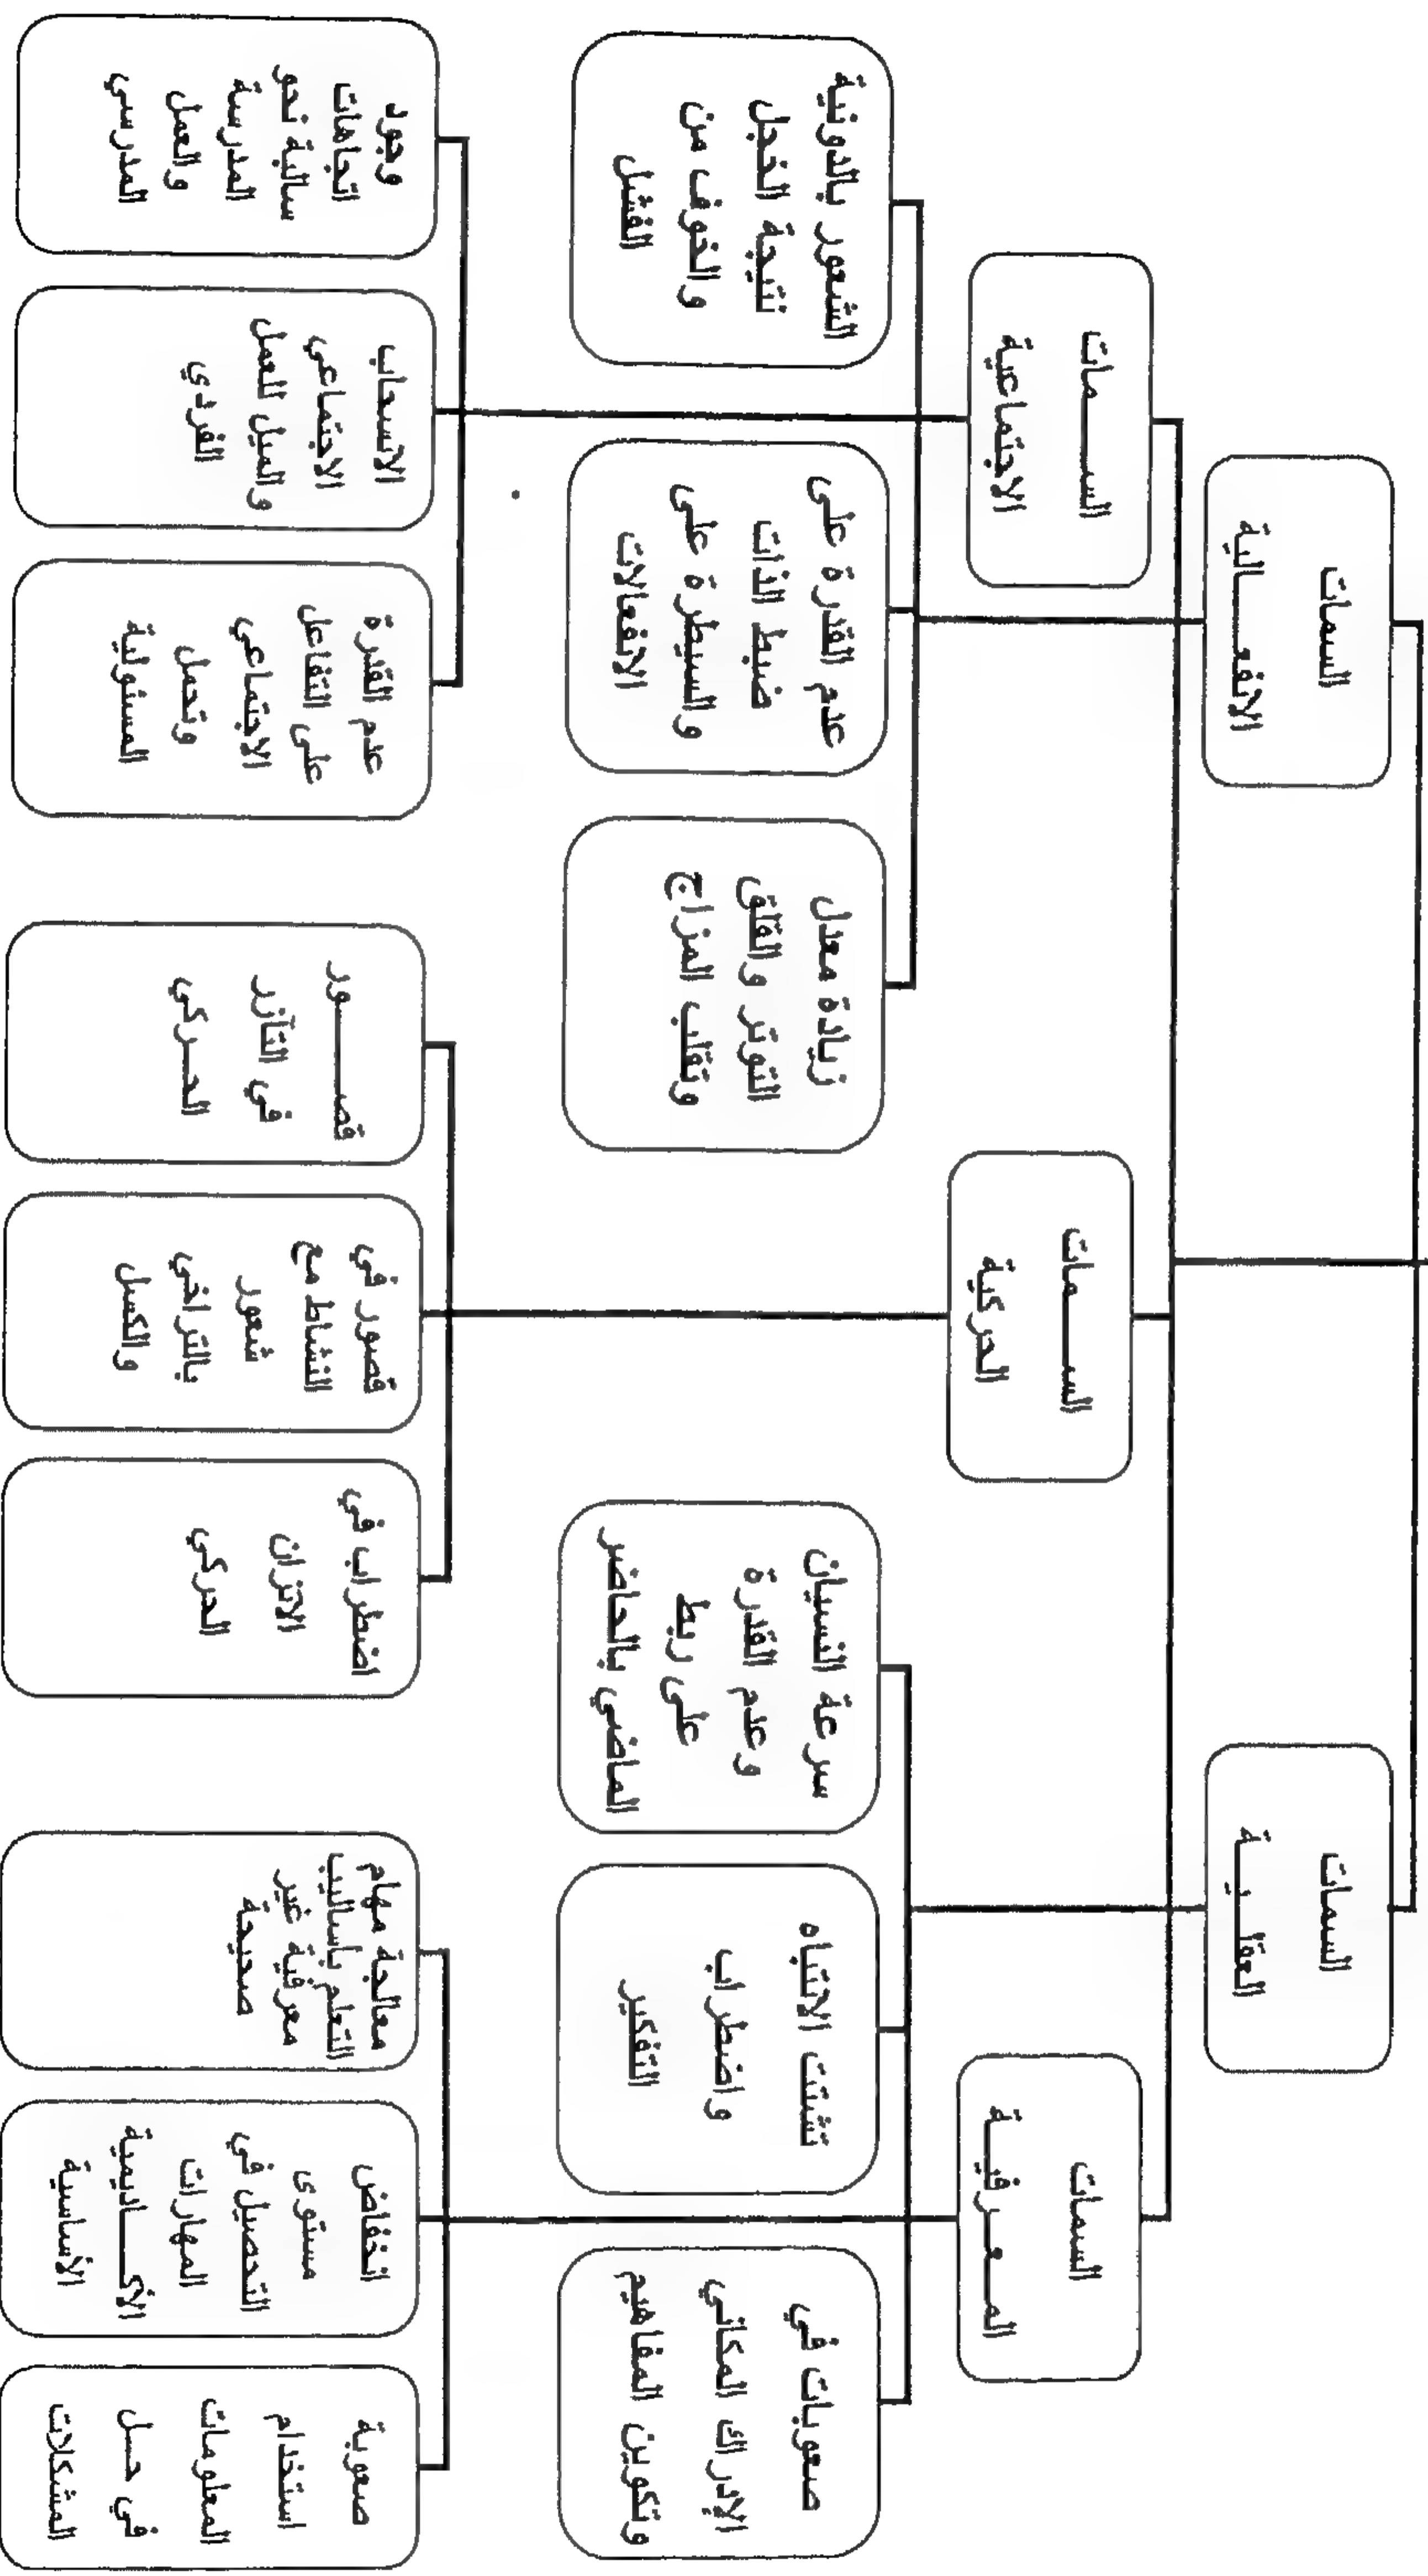 السمات
العقلية
السمات
الانفعالية
السمات
المعرفية
السمات
الحركية
السمات
الاجتماعية
صعوبات في
الإدراك المكاني
وتكوين المفاهيم
تشتت الانتباه
واضطراب
التفكير
سرعة النسيان
وعدم القدرة
على ربط
الماضي بالحاضر
زيادة معدل
التوتر والقلق
وتقلب المزاج
عدم القدرة على
ضبط الذات
والسيطرة على
الانفعالات
الشعور بالدونية
نتيجة الخجل
والخوف من
الفشل
صعوبة
استخدام
المعلومات
في حل
المشكلات
انخفاض
مستوى
التحصيل في
المهارات
الأكاديمية
الأساسية
معالجة مهام
التعلم بأساليب
معرفية غير
صحيحة
اضطراب في
الاتزان
الحركي
قصور في
النشاط مع
شعور
بالتراخي
والكسل
قصور
في التآزر
الحركي
عدم القدرة
على التفاعل
الاجتماعي
وتحمل
المسئولية
الانسحاب
الاجتماعي
والميل للعمل
الفردي
وجود
اتجاهات
سالبة نحو
المدرسة
والعمل
المدرسي